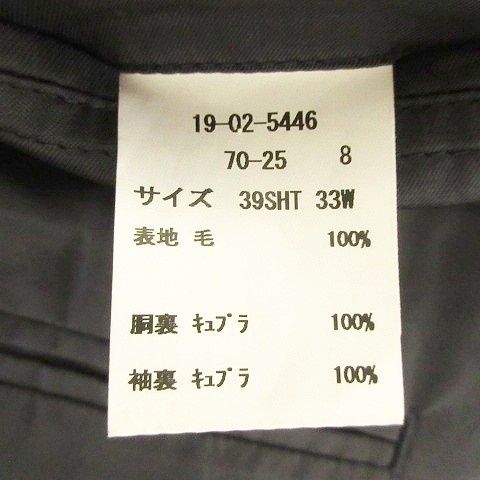 19-02-5446
70-25 8
サイズ 39SHT 33W
表地 毛 100%
胴裏 ｷｭﾌﾟﾗ 100%
袖裏 ｷｭﾌﾟﾗ 100%